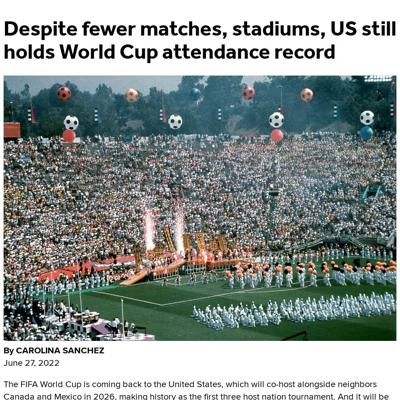 Despite fewer matches, stadiums, US still
holds World Cup attendance record
By CAROLINA SANCHEZ
June 27, 2022
The FIFA World Cup is coming back to the United States, which will co-host alongside neighbors
Canada and Mexico in 2026, making history as the first three host nation tournament. And it will be